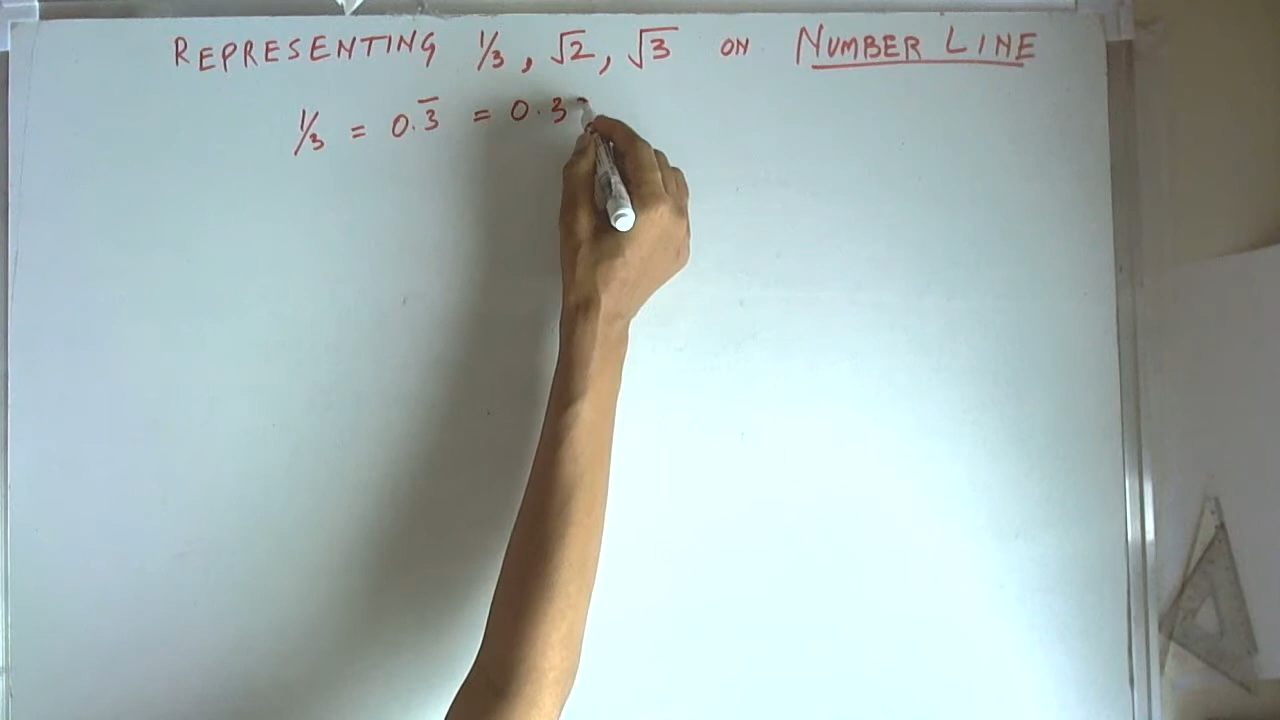 REPRESENTING 1/3, √2, √3 ON NUMBER LINE
1/3 = 0.3̅ = 0.3